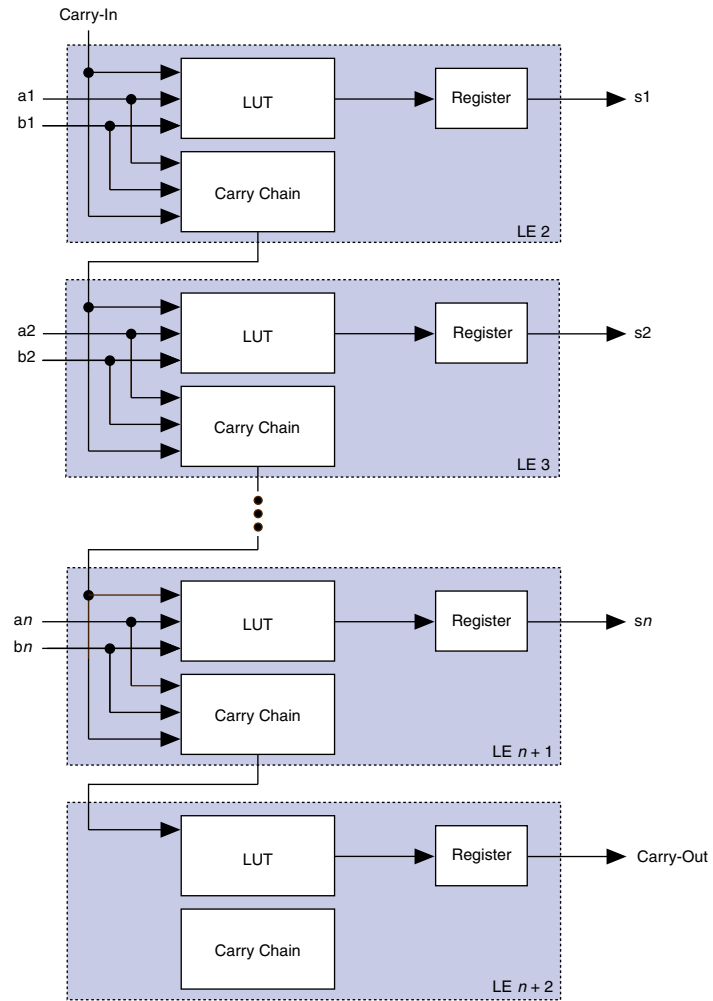 Carry-In
a1
b1
LUT
Register
s1
Carry Chain
LE 2
a2
b2
LUT
Register
s2
Carry Chain
LE 3
an
bn
LUT
Register
sn
Carry Chain
LE n + 1
LUT
Register
Carry-Out
Carry Chain
LE n + 2